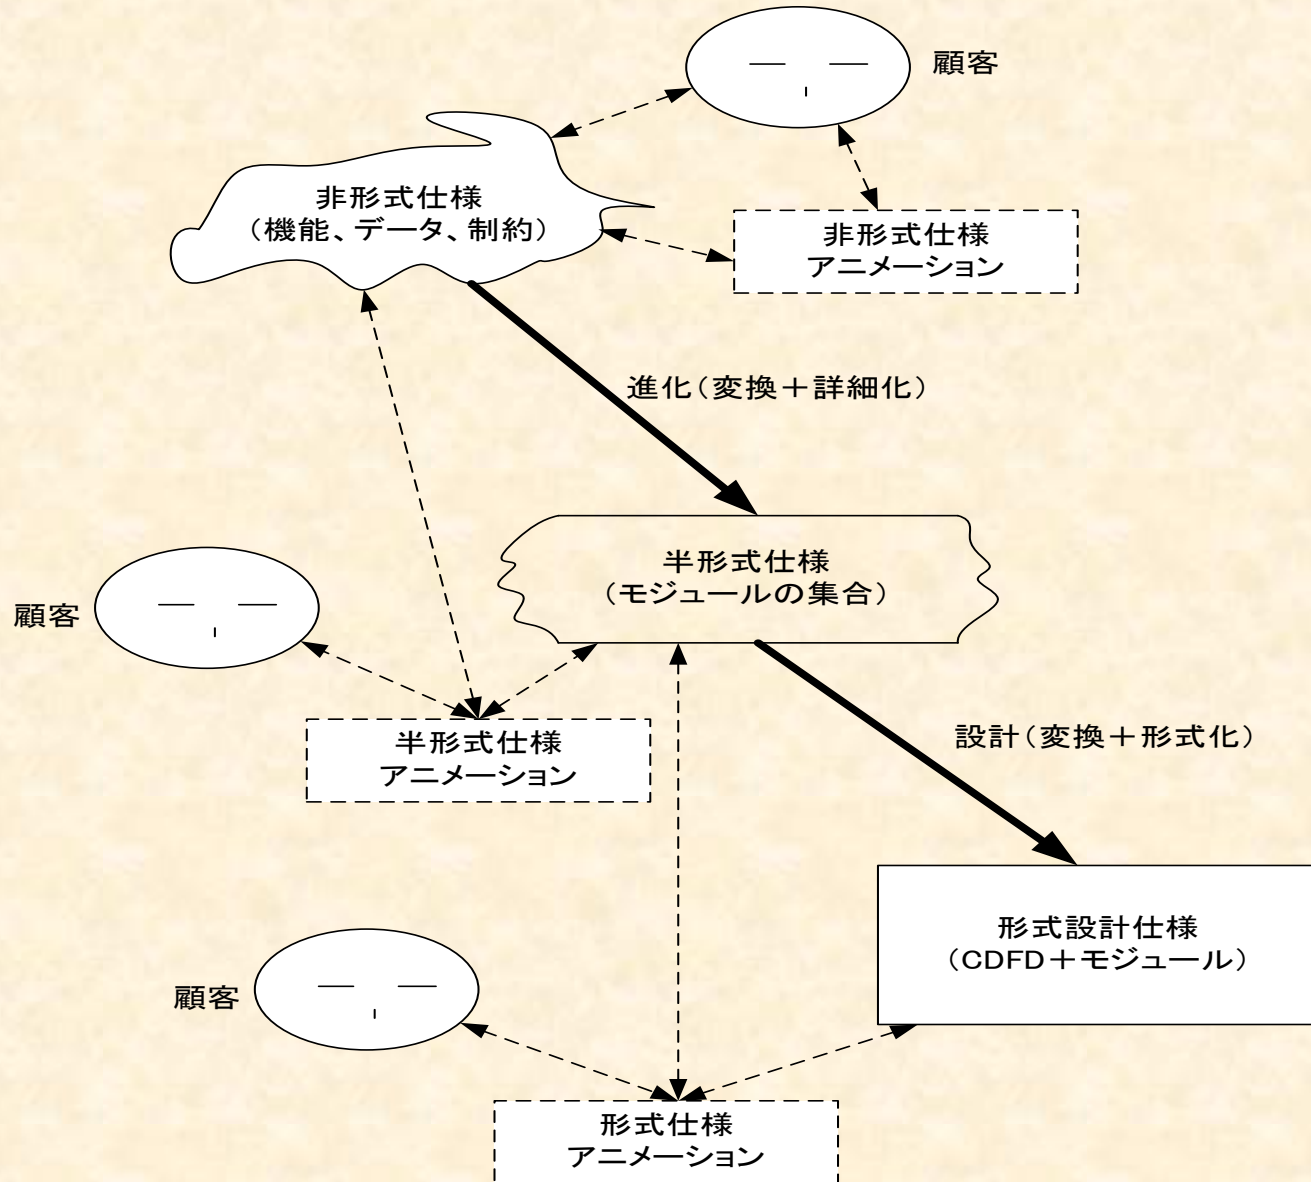 顧客
非形式仕様
（機能、データ、制約）
非形式仕様
アニメーション
進化（変換＋詳細化）
半形式仕様
（モジュールの集合）
顧客
半形式仕様
アニメーション
設計（変換＋形式化）
形式設計仕様
（CDFD＋モジュール）
顧客
形式仕様
アニメーション